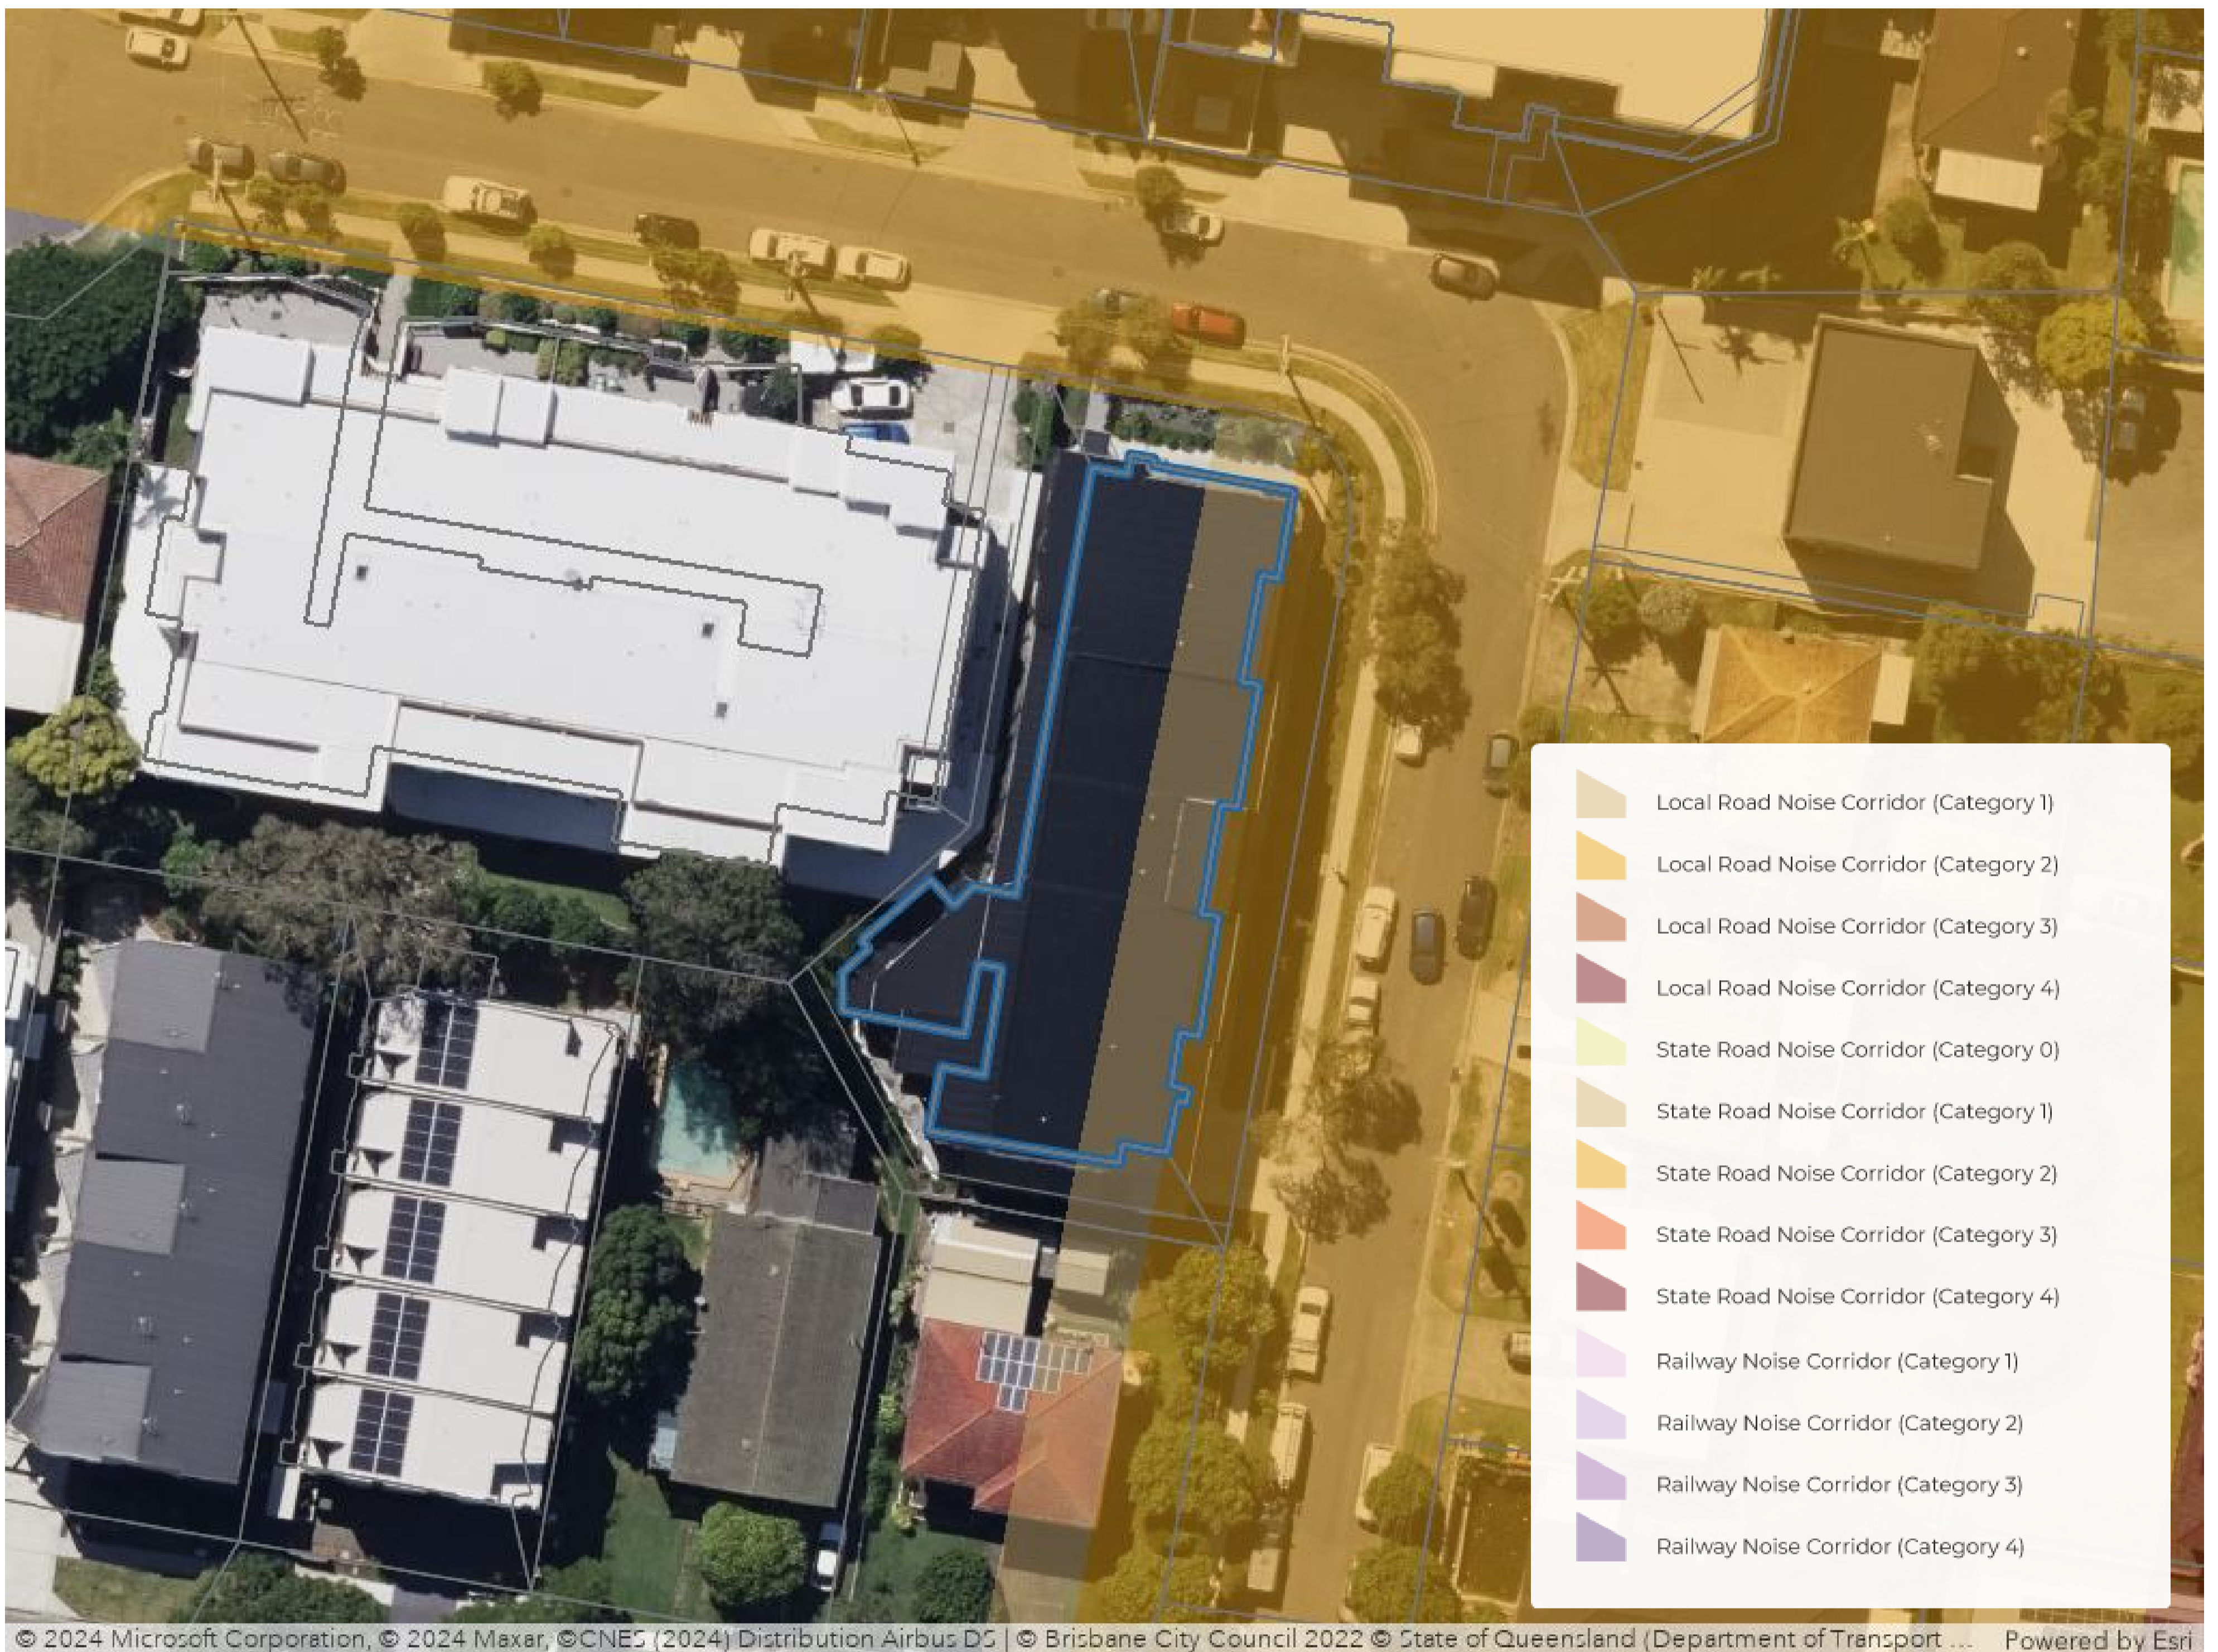 Local Road Noise Corridor (Category 1)
Local Road Noise Corridor (Category 2)
Local Road Noise Corridor (Category 3)
Local Road Noise Corridor (Category 4)
State Road Noise Corridor (Category 0)
State Road Noise Corridor (Category 1)
State Road Noise Corridor (Category 2)
State Road Noise Corridor (Category 3)
State Road Noise Corridor (Category 4)
Railway Noise Corridor (Category 1)
Railway Noise Corridor (Category 2)
Railway Noise Corridor (Category 3)
Railway Noise Corridor (Category 4)
© 2024 Microsoft Corporation, © 2024 Maxar, ©CNES (2024) Distribution Airbus DS | © Brisbane City Council 2022 © State of Queensland (Department of Transport ... Powered by Esri